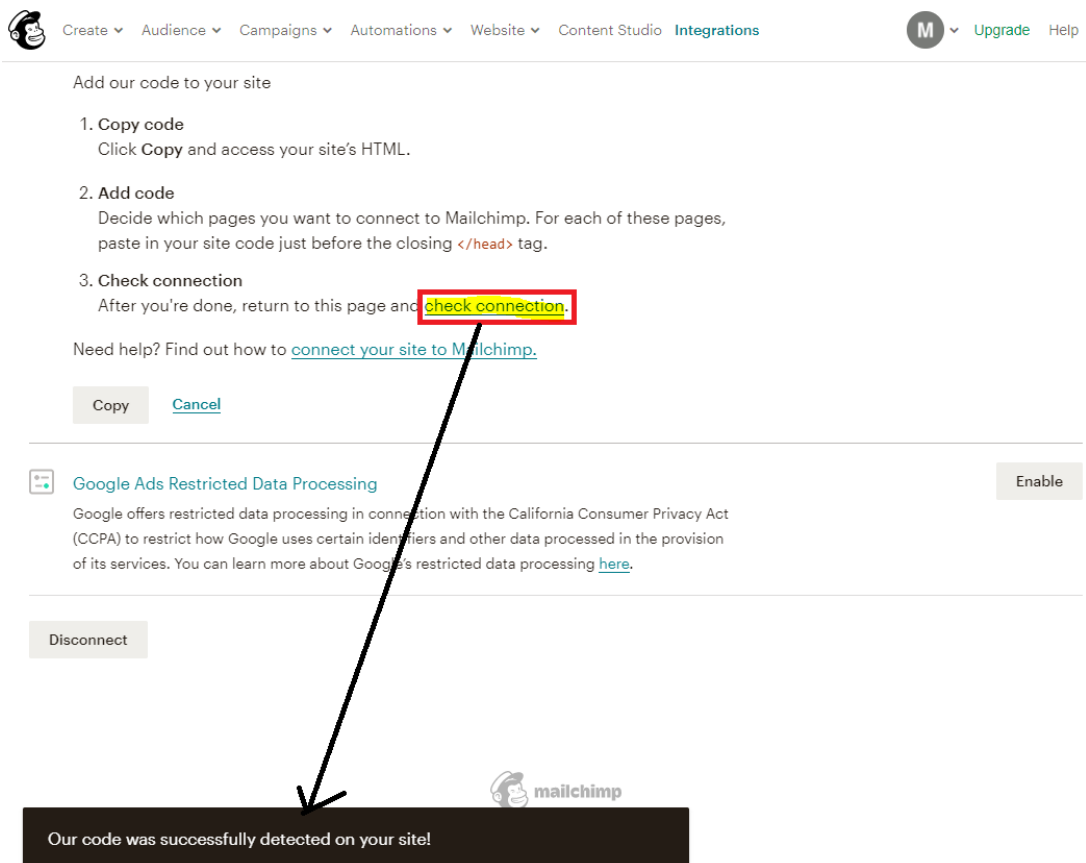 Create Audience Campaigns Automations Website Content Studio Integrations M Upgrade Help
Add our code to your site
1. Copy code
Click Copy and access your site's HTML.
2. Add code
Decide which pages you want to connect to Mailchimp. For each of these pages,
paste in your site code just before the closing </head> tag.
3. Check connection
After you're done, return to this page and check connection.
Need help? Find out how to connect your site to Mailchimp.
Copy Cancel
Google Ads Restricted Data Processing Enable
Google offers restricted data processing in connection with the California Consumer Privacy Act
(CCPA) to restrict how Google uses certain identifiers and other data processed in the provision
of its services. You can learn more about Google's restricted data processing here.
Disconnect
mailchimp
Our code was successfully detected on your site!